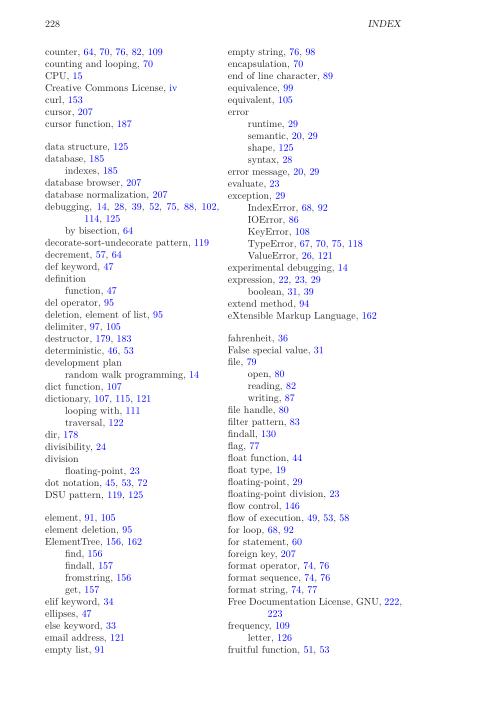 228
INDEX
counter, 64, 70, 76, 82, 109
counting and looping, 70
CPU, 15
Creative Commons License, iv
curl, 153
cursor, 207
cursor function, 187
data structure, 125
database, 185
indexes, 185
database browser, 207
database normalization, 207
debugging, 14, 28, 39, 52, 75, 88, 102,
114, 125
by bisection, 64
decorate-sort-undecorate pattern, 119
decrement, 57, 64
def keyword, 47
definition
function, 47
del operator, 95
deletion, element of list, 95
delimiter, 97, 105
destructor, 179, 183
deterministic, 46, 53
development plan
random walk programming, 14
dict function, 107
dictionary, 107, 115, 121
looping with, 111
traversal, 122
dir, 178
divisibility, 24
division
floating-point, 23
dot notation, 45, 53, 72
DSU pattern, 119, 125
element, 91, 105
element deletion, 95
ElementTree, 156, 162
find, 156
findall, 157
fromstring, 156
get, 157
elif keyword, 34
ellipses, 47
else keyword, 33
email address, 121
empty list, 91
empty string, 76, 98
encapsulation, 70
end of line character, 89
equivalence, 99
equivalent, 105
error
runtime, 29
semantic, 20, 29
shape, 125
syntax, 28
error message, 20, 29
evaluate, 23
exception, 29
IndexError, 68, 92
IOError, 86
KeyError, 108
TypeError, 67, 70, 75, 118
ValueError, 26, 121
experimental debugging, 14
expression, 22, 23, 29
boolean, 31, 39
extend method, 94
eXtensible Markup Language, 162
fahrenheit, 36
False special value, 31
file, 79
open, 80
reading, 82
writing, 87
file handle, 80
filter pattern, 83
findall, 130
flag, 77
float function, 44
float type, 19
floating-point, 29
floating-point division, 23
flow control, 146
flow of execution, 49, 53, 58
for loop, 68, 92
for statement, 60
foreign key, 207
format operator, 74, 76
format sequence, 74, 76
format string, 74, 77
Free Documentation License, GNU, 222,
223
frequency, 109
letter, 126
fruitful function, 51, 53